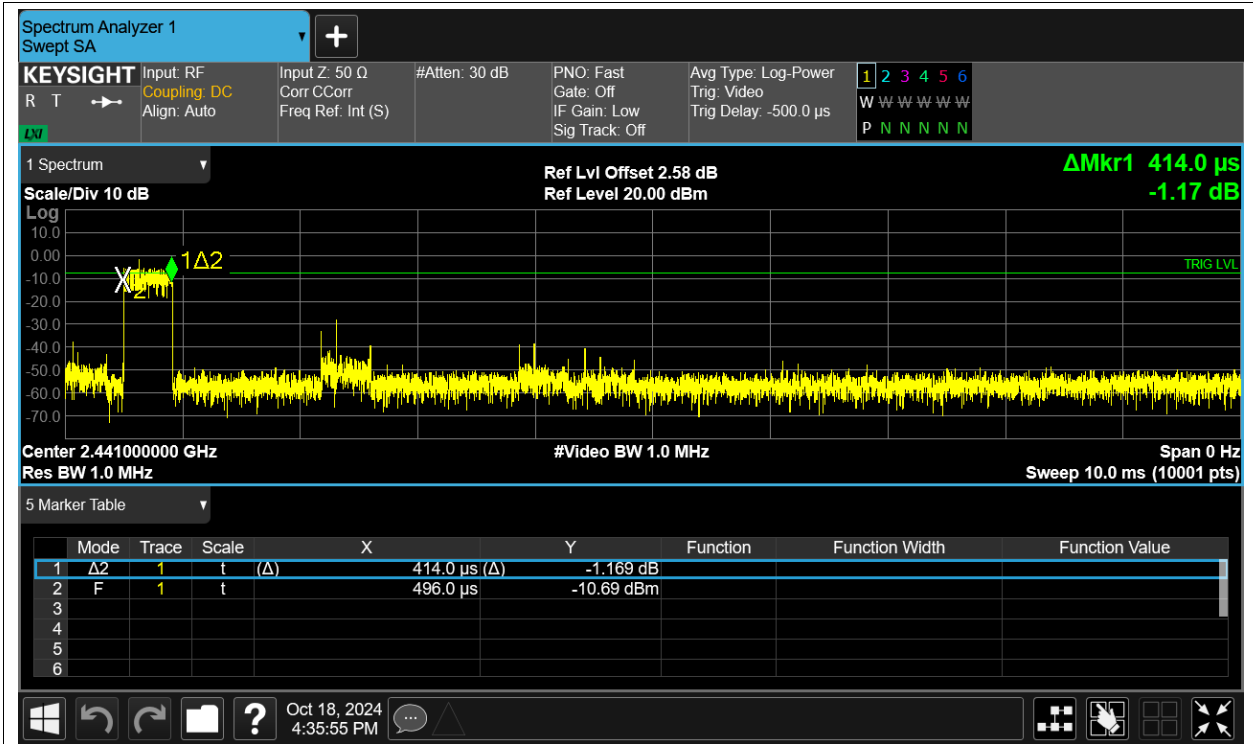 Spectrum Analyzer 1
Swept SA
+
KEYSIGHT Input: RF Input Z: 50 Ω #Atten: 30 dB PNO: Fast Avg Type: Log-Power 1 2 3 4 5 6
R T Coupling: DC Corr CCorr Gate: Off Trig: Video W W W W W W
Align: Auto Freq Ref: Int (S) IF Gain: Low Trig Delay: -500.0 µs
LXI Sig Track: Off P N N N N N
1 Spectrum Ref Lvl Offset 2.58 dB ΔMkr1 414.0 µs
Scale/Div 10 dB Ref Level 20.00 dBm -1.17 dB
Log
10.0
0.00 1Δ2 TRIG LVL
-10.0 X 2
-20.0
-30.0
-40.0
-50.0
-60.0
-70.0
Center 2.441000000 GHz #Video BW 1.0 MHz Span 0 Hz
Res BW 1.0 MHz Sweep 10.0 ms (10001 pts)
5 Marker Table
Mode Trace Scale X Y Function Function Width Function Value
1 Δ2 1 t (Δ) 414.0 µs (Δ) -1.169 dB
2 F 1 t 496.0 µs -10.69 dBm
3
4
5
6
? Oct 18, 2024
4:35:55 PM